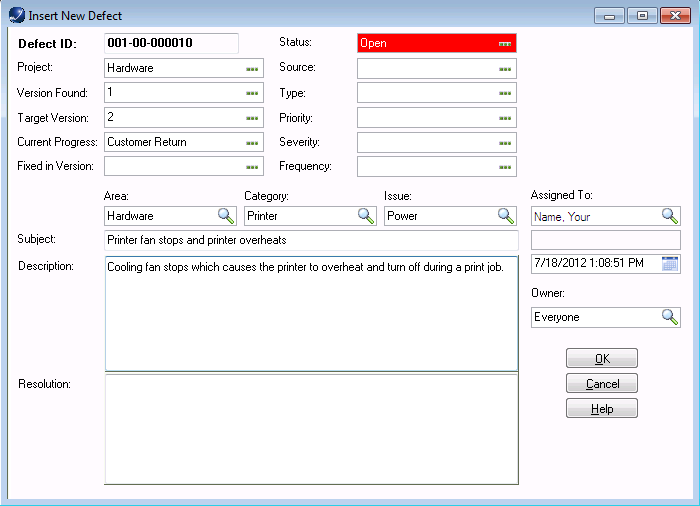 Insert New Defect
Defect ID: 001-00-000010 Status: Open
Project: Hardware Source:
Version Found: 1 Type:
Target Version: 2 Priority:
Current Progress: Customer Return Severity:
Fixed in Version: Frequency:
Area: Category: Issue: Assigned To:
Hardware Printer Power Name, Your
Subject: Printer fan stops and printer overheats
Description: Cooling fan stops which causes the printer to overheat and turn off during a print job.
7/18/2012 1:08:51 PM
Owner:
Everyone
OK
Resolution:
Cancel
Help